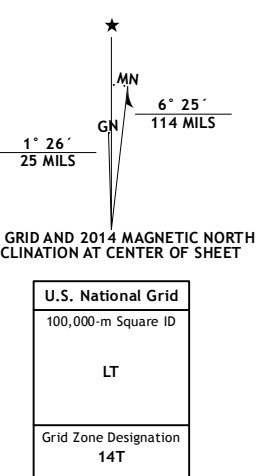 ★
MN
GN
6° 25´
114 MILS
1° 26´
25 MILS
GRID AND 2014 MAGNETIC NORTH
CLINATION AT CENTER OF SHEET
U.S. National Grid
100,000-m Square ID
LT
Grid Zone Designation
14T